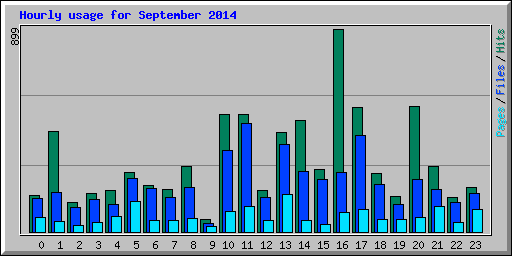 Hourly usage for September 2014
899
Pages / Files / Hits
0 1 2 3 4 5 6 7 8 9 10 11 12 13 14 15 16 17 18 19 20 21 22 23